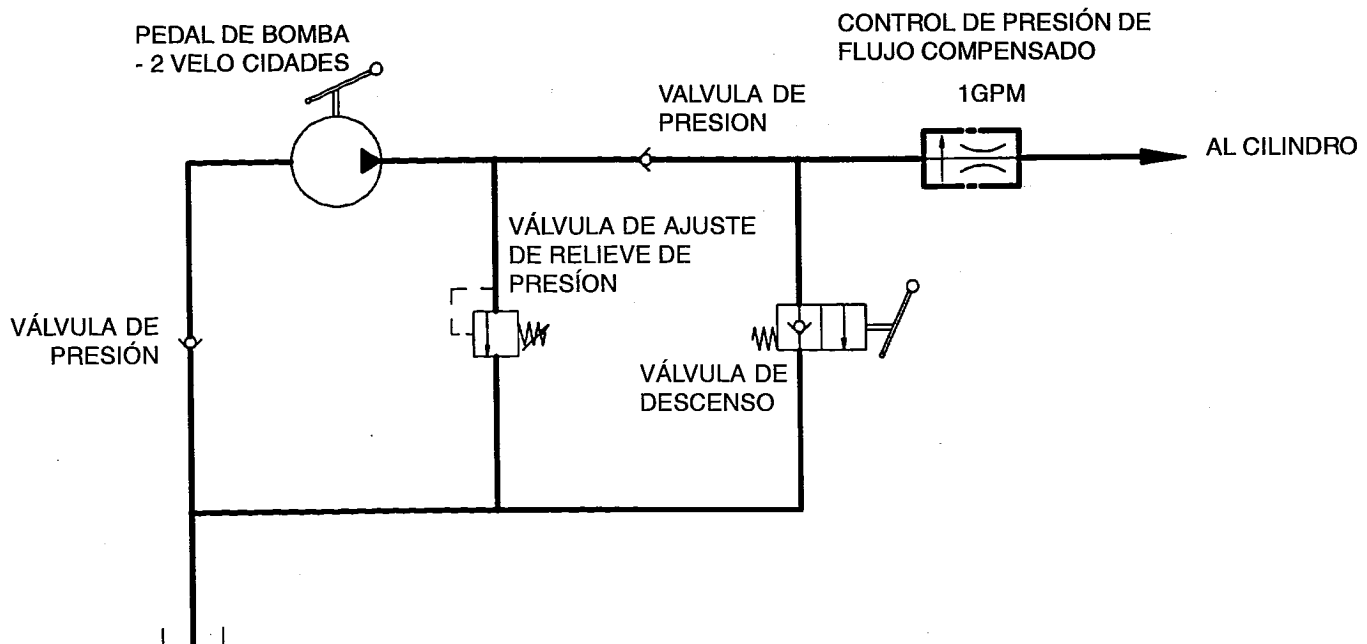 PEDAL DE BOMBA
- 2 VELO CIDADES
CONTROL DE PRESIÓN DE
FLUJO COMPENSADO
1GPM
VALVULA DE
PRESION
AL CILINDRO
VÁLVULA DE AJUSTE
DE RELIEVE DE
PRESÍON
VÁLVULA DE
PRESIÓN
VÁLVULA DE
DESCENSO